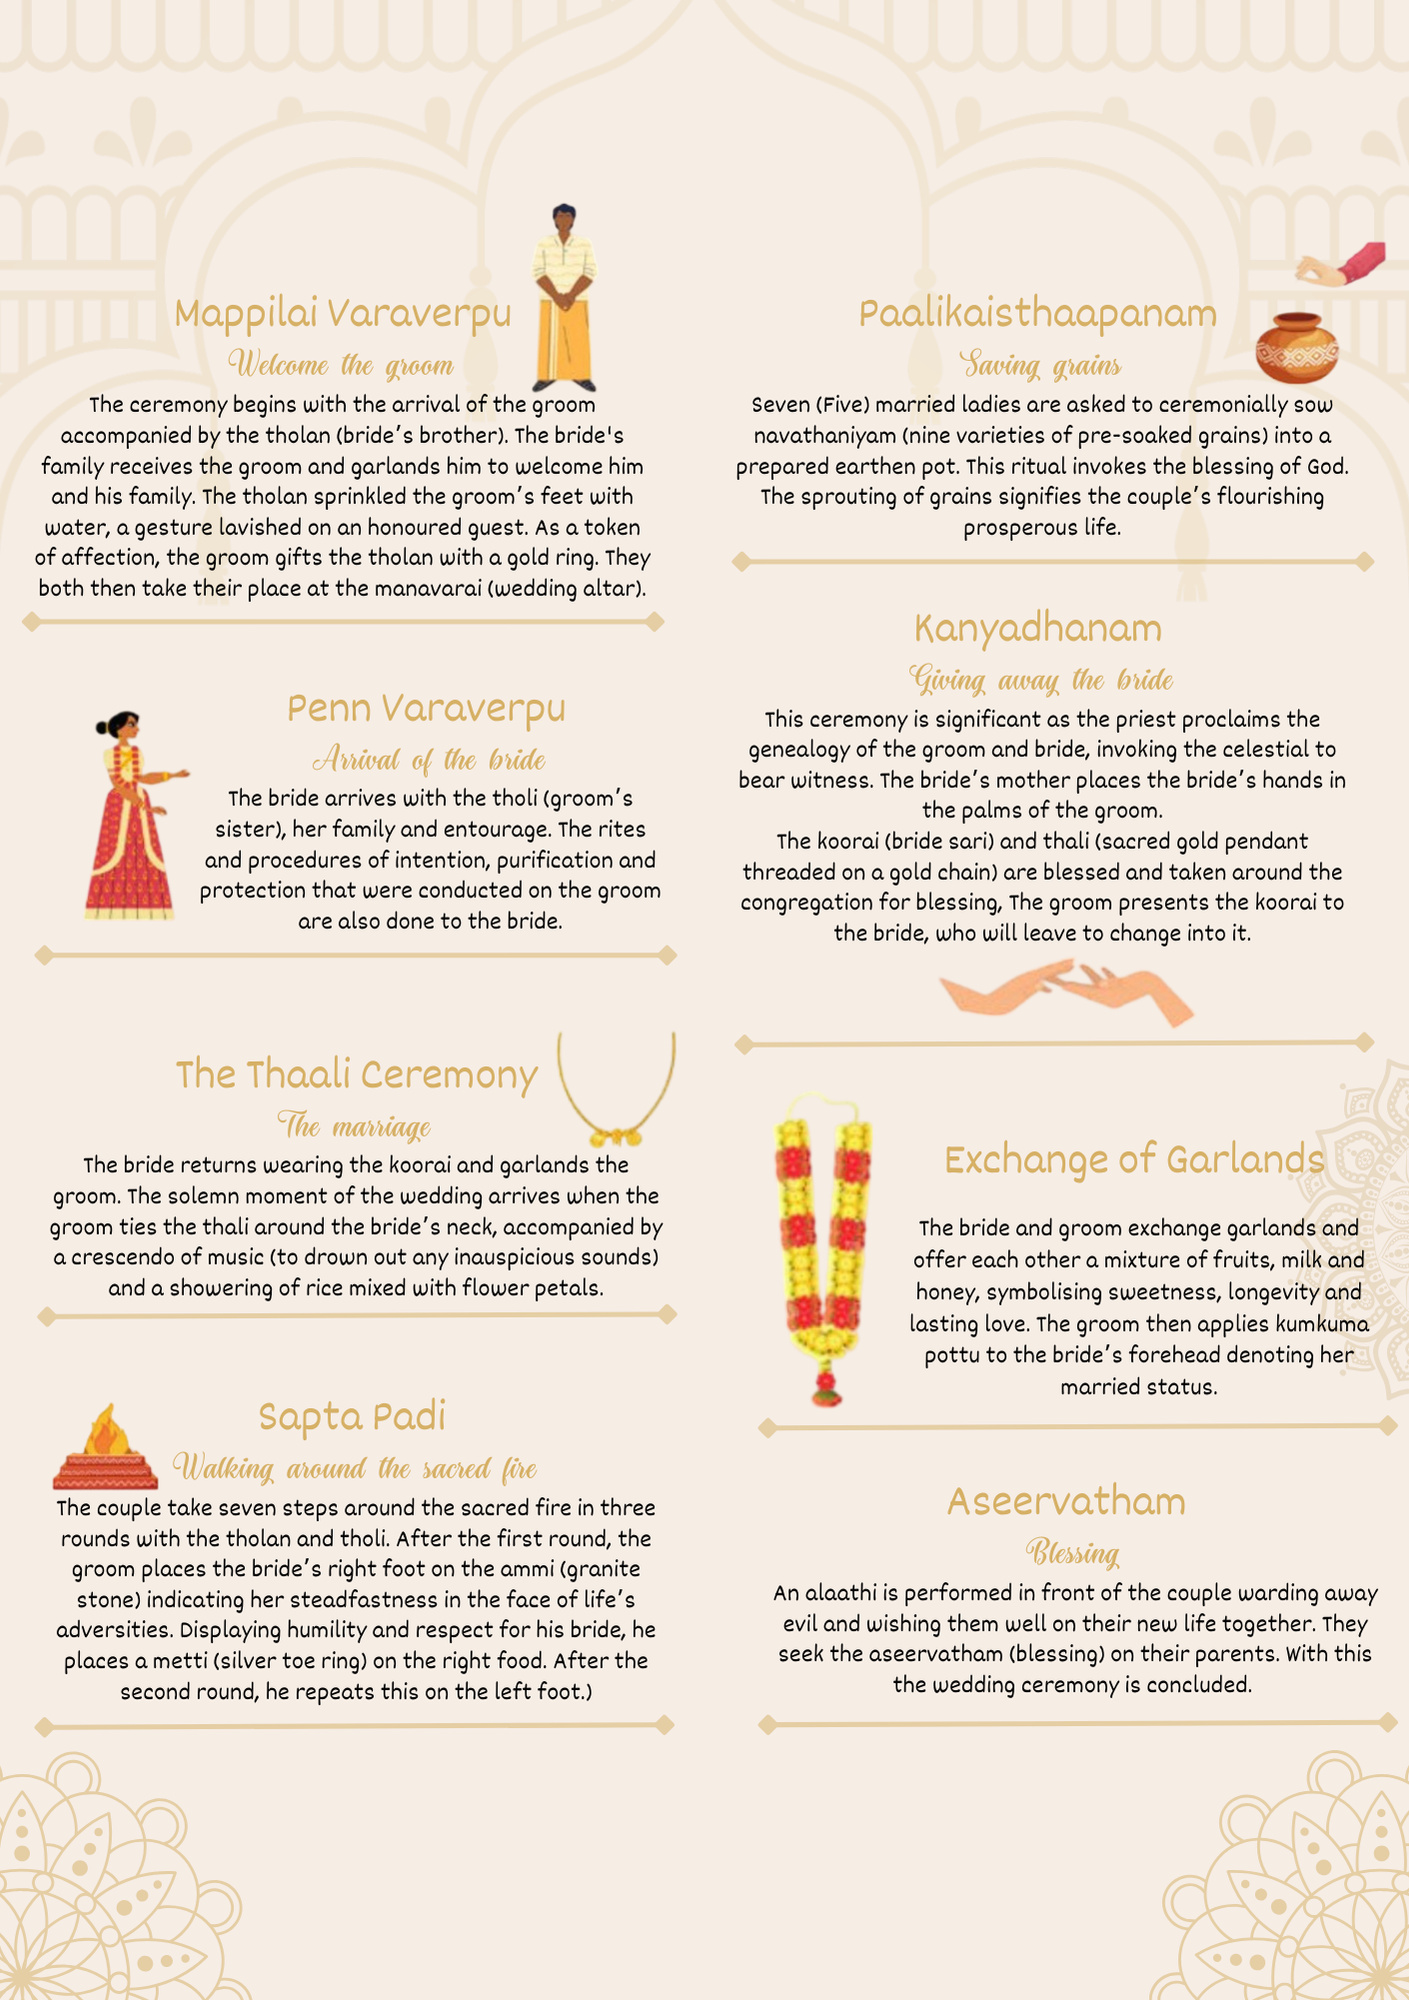 Mappilai Varaverpu
Welcome the groom
The ceremony begins with the arrival of the groom
accompanied by the tholan (bride’s brother). The bride's
family receives the groom and garlands him to welcome him
and his family. The tholan sprinkled the groom’s feet with
water, a gesture lavished on an honoured guest. As a token
of affection, the groom gifts the tholan with a gold ring. They
both then take their place at the manavarai (wedding altar).
Penn Varaverpu
Arrival of the bride
The bride arrives with the tholi (groom’s
sister), her family and entourage. The rites
and procedures of intention, purification and
protection that were conducted on the groom
are also done to the bride.
The Thaali Ceremony
The marriage
The bride returns wearing the koorai and garlands the
groom. The solemn moment of the wedding arrives when the
groom ties the thali around the bride’s neck, accompanied by
a crescendo of music (to drown out any inauspicious sounds)
and a showering of rice mixed with flower petals.
Sapta Padi
Walking around the sacred fire
The couple take seven steps around the sacred fire in three
rounds with the tholan and tholi. After the first round, the
groom places the bride’s right foot on the ammi (granite
stone) indicating her steadfastness in the face of life’s
adversities. Displaying humility and respect for his bride, he
places a metti (silver toe ring) on the right food. After the
second round, he repeats this on the left foot.)
Paalikaisthaapanam
Saving grains
Seven (Five) married ladies are asked to ceremonially sow
navathaniyam (nine varieties of pre-soaked grains) into a
prepared earthen pot. This ritual invokes the blessing of God.
The sprouting of grains signifies the couple’s flourishing
prosperous life.
Kanyadhanam
Giving away the bride
This ceremony is significant as the priest proclaims the
genealogy of the groom and bride, invoking the celestial to
bear witness. The bride’s mother places the bride’s hands in
the palms of the groom.
The koorai (bride sari) and thali (sacred gold pendant
threaded on a gold chain) are blessed and taken around the
congregation for blessing, The groom presents the koorai to
the bride, who will leave to change into it.
Exchange of Garlands
The bride and groom exchange garlands and
offer each other a mixture of fruits, milk and
honey, symbolising sweetness, longevity and
lasting love. The groom then applies kumkuma
pottu to the bride’s forehead denoting her
married status.
Aseervatham
Blessing
An alaathi is performed in front of the couple warding away
evil and wishing them well on their new life together. They
seek the aseervatham (blessing) on their parents. With this
the wedding ceremony is concluded.